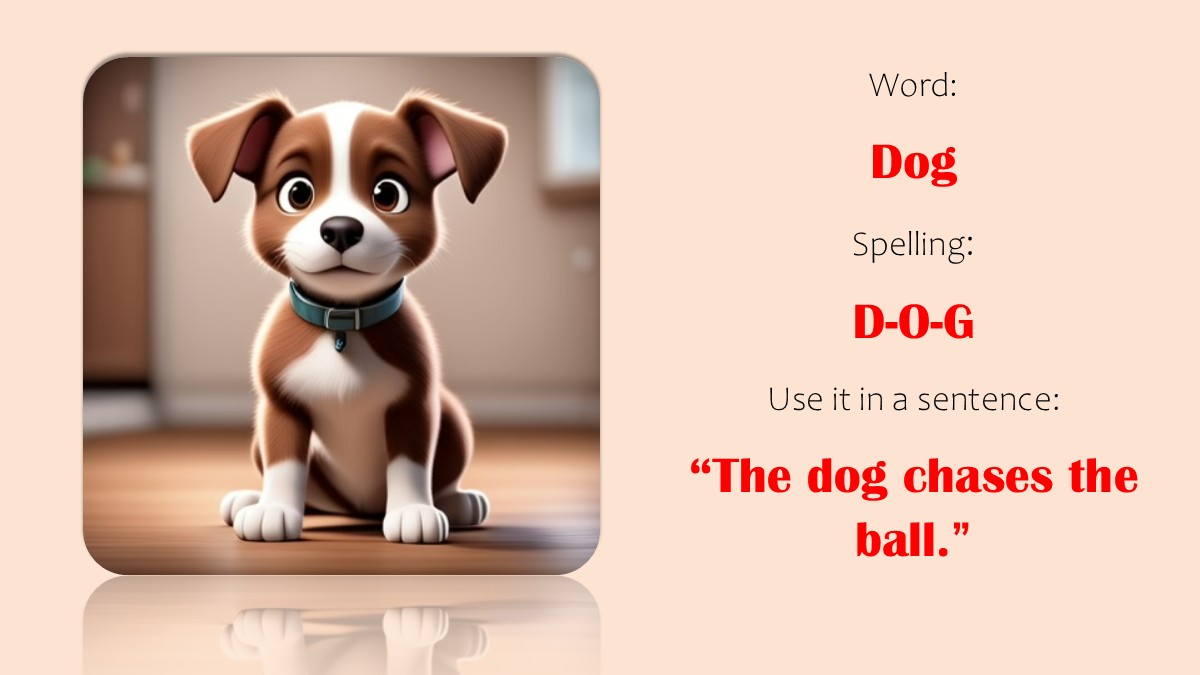 Word:
Dog
Spelling:
D-O-G
Use it in a sentence:
“The dog chases the
ball.”